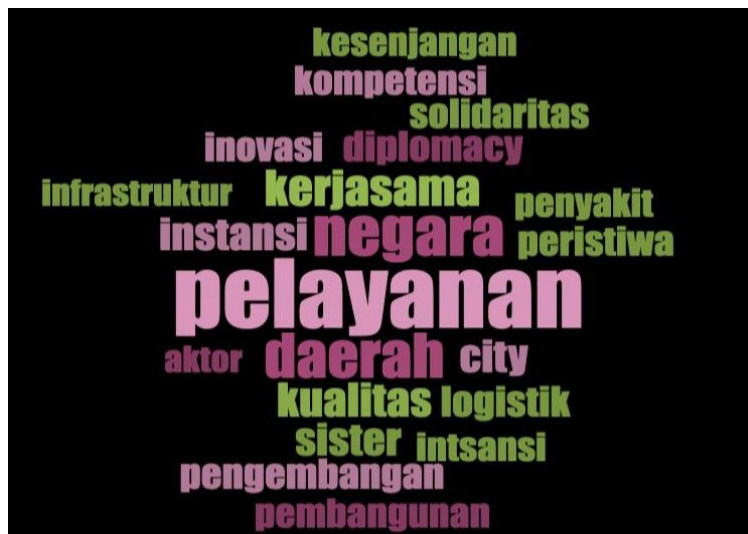 kesenjangan
kompetensi
solidaritas
inovasi diplomacy
infrastruktur kerjasama penyakit
instansi negara peristiwa
pelayanan
aktor daerah city
kualitas logistik
sister intsansi
pengembangan
pembangunan